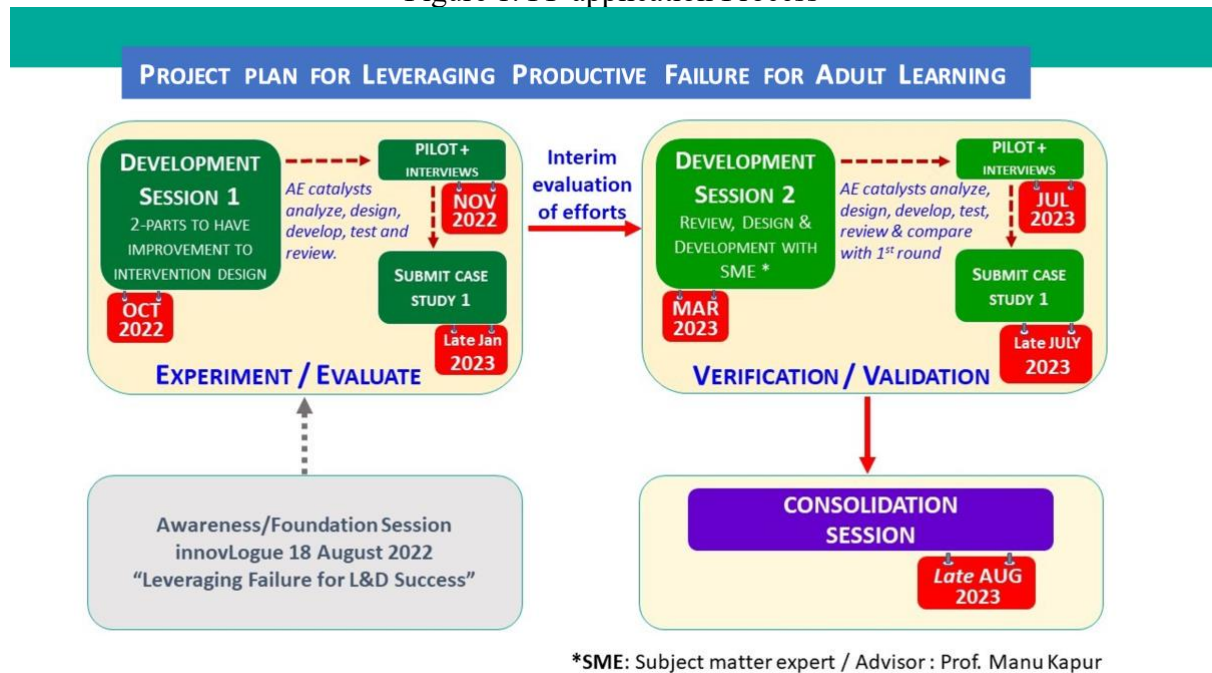 Figure application Process
PROJECT PLAN FOR LEVERAGING PRODUCTIVE FAILURE FOR ADULT LEARNING
DEVELOPMENT
SESSION 1
2-PARTS TO HAVE
IMPROVEMENT TO
INTERVENTION DESIGN
OCT
2022
AE catalysts
analyze, design,
develop, test and
review.
PILOT +
INTERVIEWS
NOV
2022
SUBMIT CASE
STUDY 1
Late Jan
2023
EXPERIMENT / EVALUATE
Interim
evaluation
of efforts
DEVELOPMENT
SESSION 2
REVIEW, DESIGN &
DEVELOPMENT WITH
SME *
MAR
2023
AE catalysts analyze,
design, develop, test,
review & compare
with 1st round
PILOT +
INTERVIEWS
JUL
2023
SUBMIT CASE
STUDY 1
Late JULY
2023
VERIFICATION / VALIDATION
Awareness/Foundation Session
innovLogue 18 August 2022
“Leveraging Failure for L&D Success”
CONSOLIDATION
SESSION
Late AUG
2023
*SME: Subject matter expert / Advisor : Prof. Manu Kapur